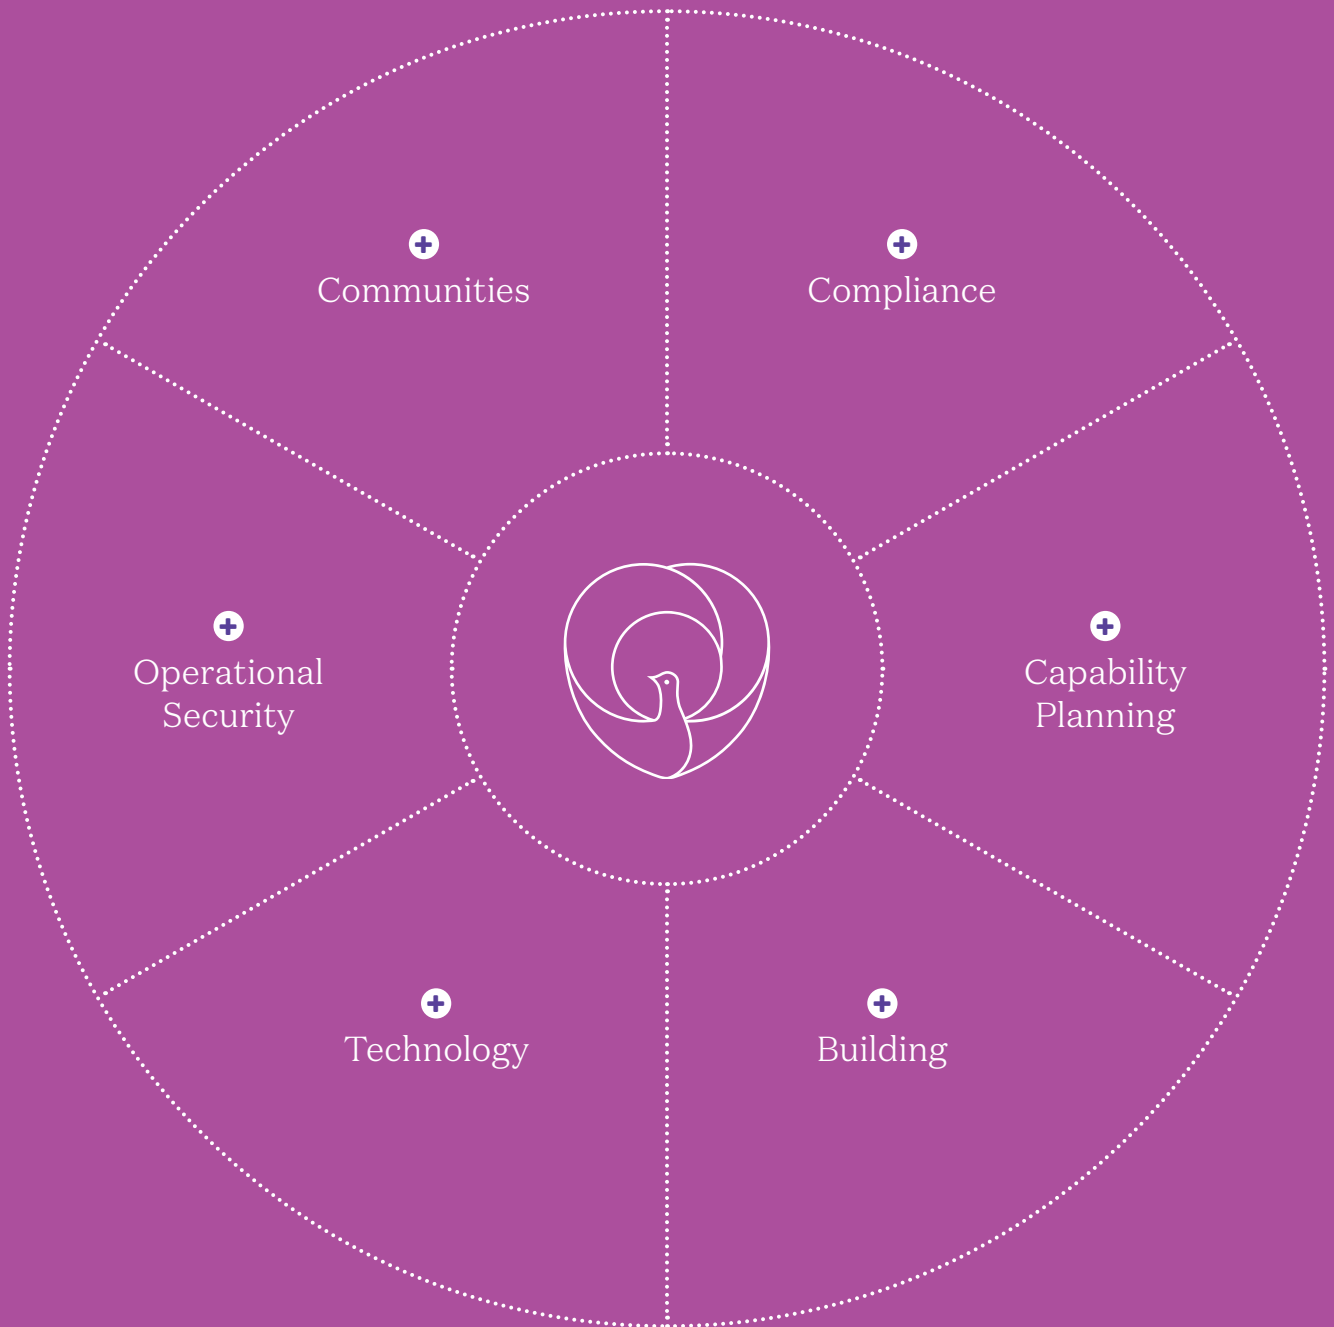 Communities
Compliance
Operational
Security
Capability
Planning
Technology
Building